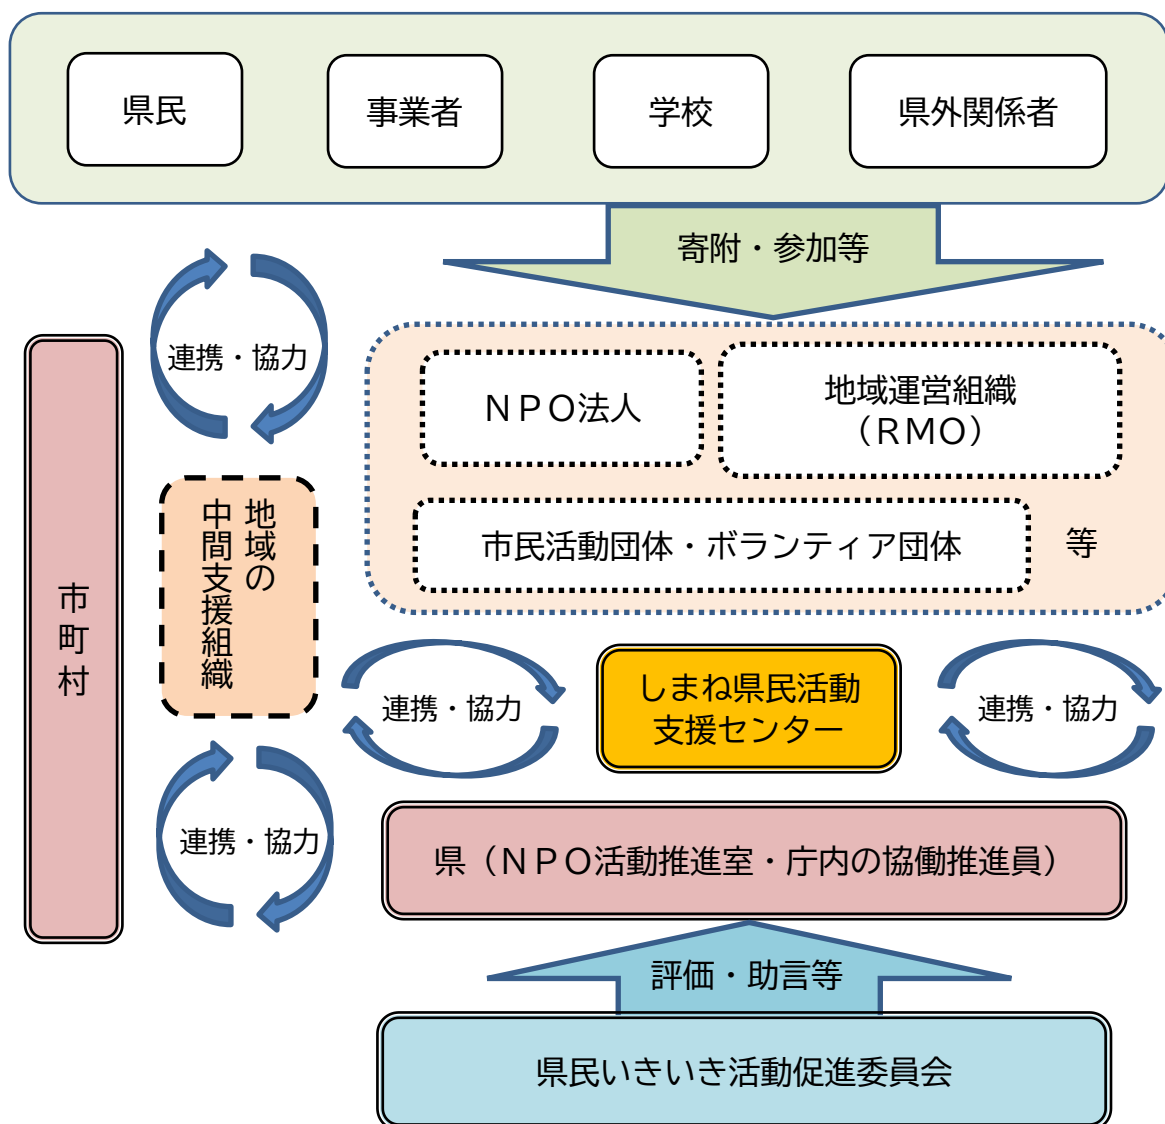 県民
事業者
学校
県外関係者
寄附・参加等
連携・協力
ＮＰＯ法人
地域運営組織
（ＲＭＯ）
市民活動団体・ボランティア団体
等
市町村
地域の
中間支援組織
連携・協力
しまね県民活動
支援センター
連携・協力
連携・協力
県（ＮＰＯ活動推進室・庁内の協働推進員）
評価・助言等
県民いきいき活動促進委員会